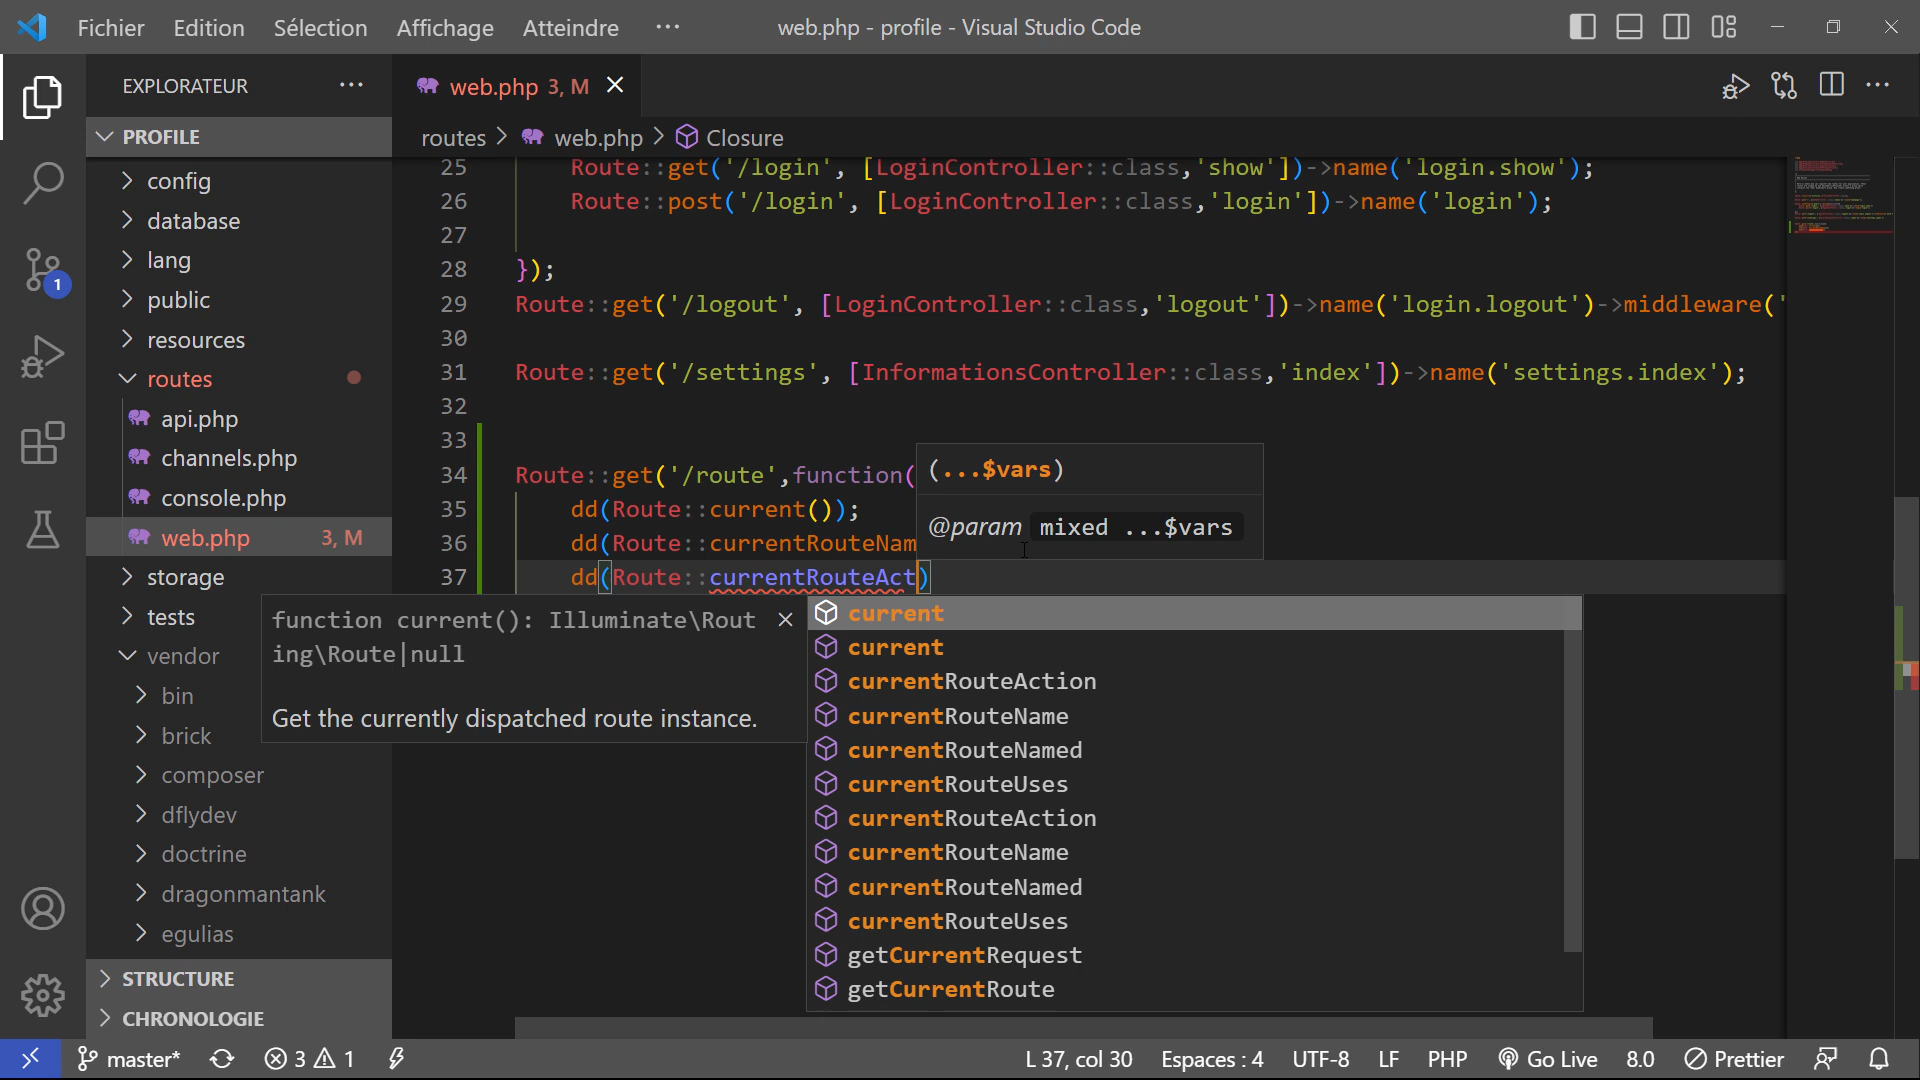 Fichier Edition Sélection Affichage Atteindre ··· web.php - profile - Visual Studio Code
EXPLORATEUR ···
web.php 3, M
PROFILE
routes > web.php > Closure
config
database
lang
public
resources
routes
api.php
channels.php
console.php
web.php 3, M
storage
tests
vendor
bin
brick
composer
dflydev
doctrine
dragonmantank
egulias
STRUCTURE
CHRONOLOGIE
25 Route::get('/login', [LoginController::class,'show'])->name('login.show');
26 Route::post('/login', [LoginController::class,'login'])->name('login');
27
28 });
29 Route::get('/logout', [LoginController::class,'logout'])->name('login.logout')->middleware('
30
31 Route::get('/settings', [InformationsController::class,'index'])->name('settings.index');
32
33
34 Route::get('/route',function(
35 dd(Route::current());
36 dd(Route::currentRouteNam
37 dd(Route::currentRouteAct)
(...$vars)
@param mixed ...$vars
function current(): Illuminate\Rout
ing\Route|null
Get the currently dispatched route instance.
current
current
currentRouteAction
currentRouteName
currentRouteNamed
currentRouteUses
currentRouteAction
currentRouteName
currentRouteNamed
currentRouteUses
getCurrentRequest
getCurrentRoute
1
master* 3 1 L 37, col 30 Espaces : 4 UTF-8 LF PHP Go Live 8.0 Prettier